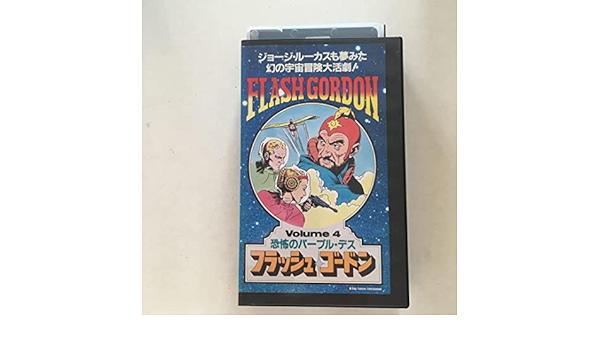 ジョージ・ルーカスも夢みた
幻の宇宙冒険大活劇！
FLASH GORDON
Volume 4
恐怖のパープル・デス
フラッシュ ゴードン